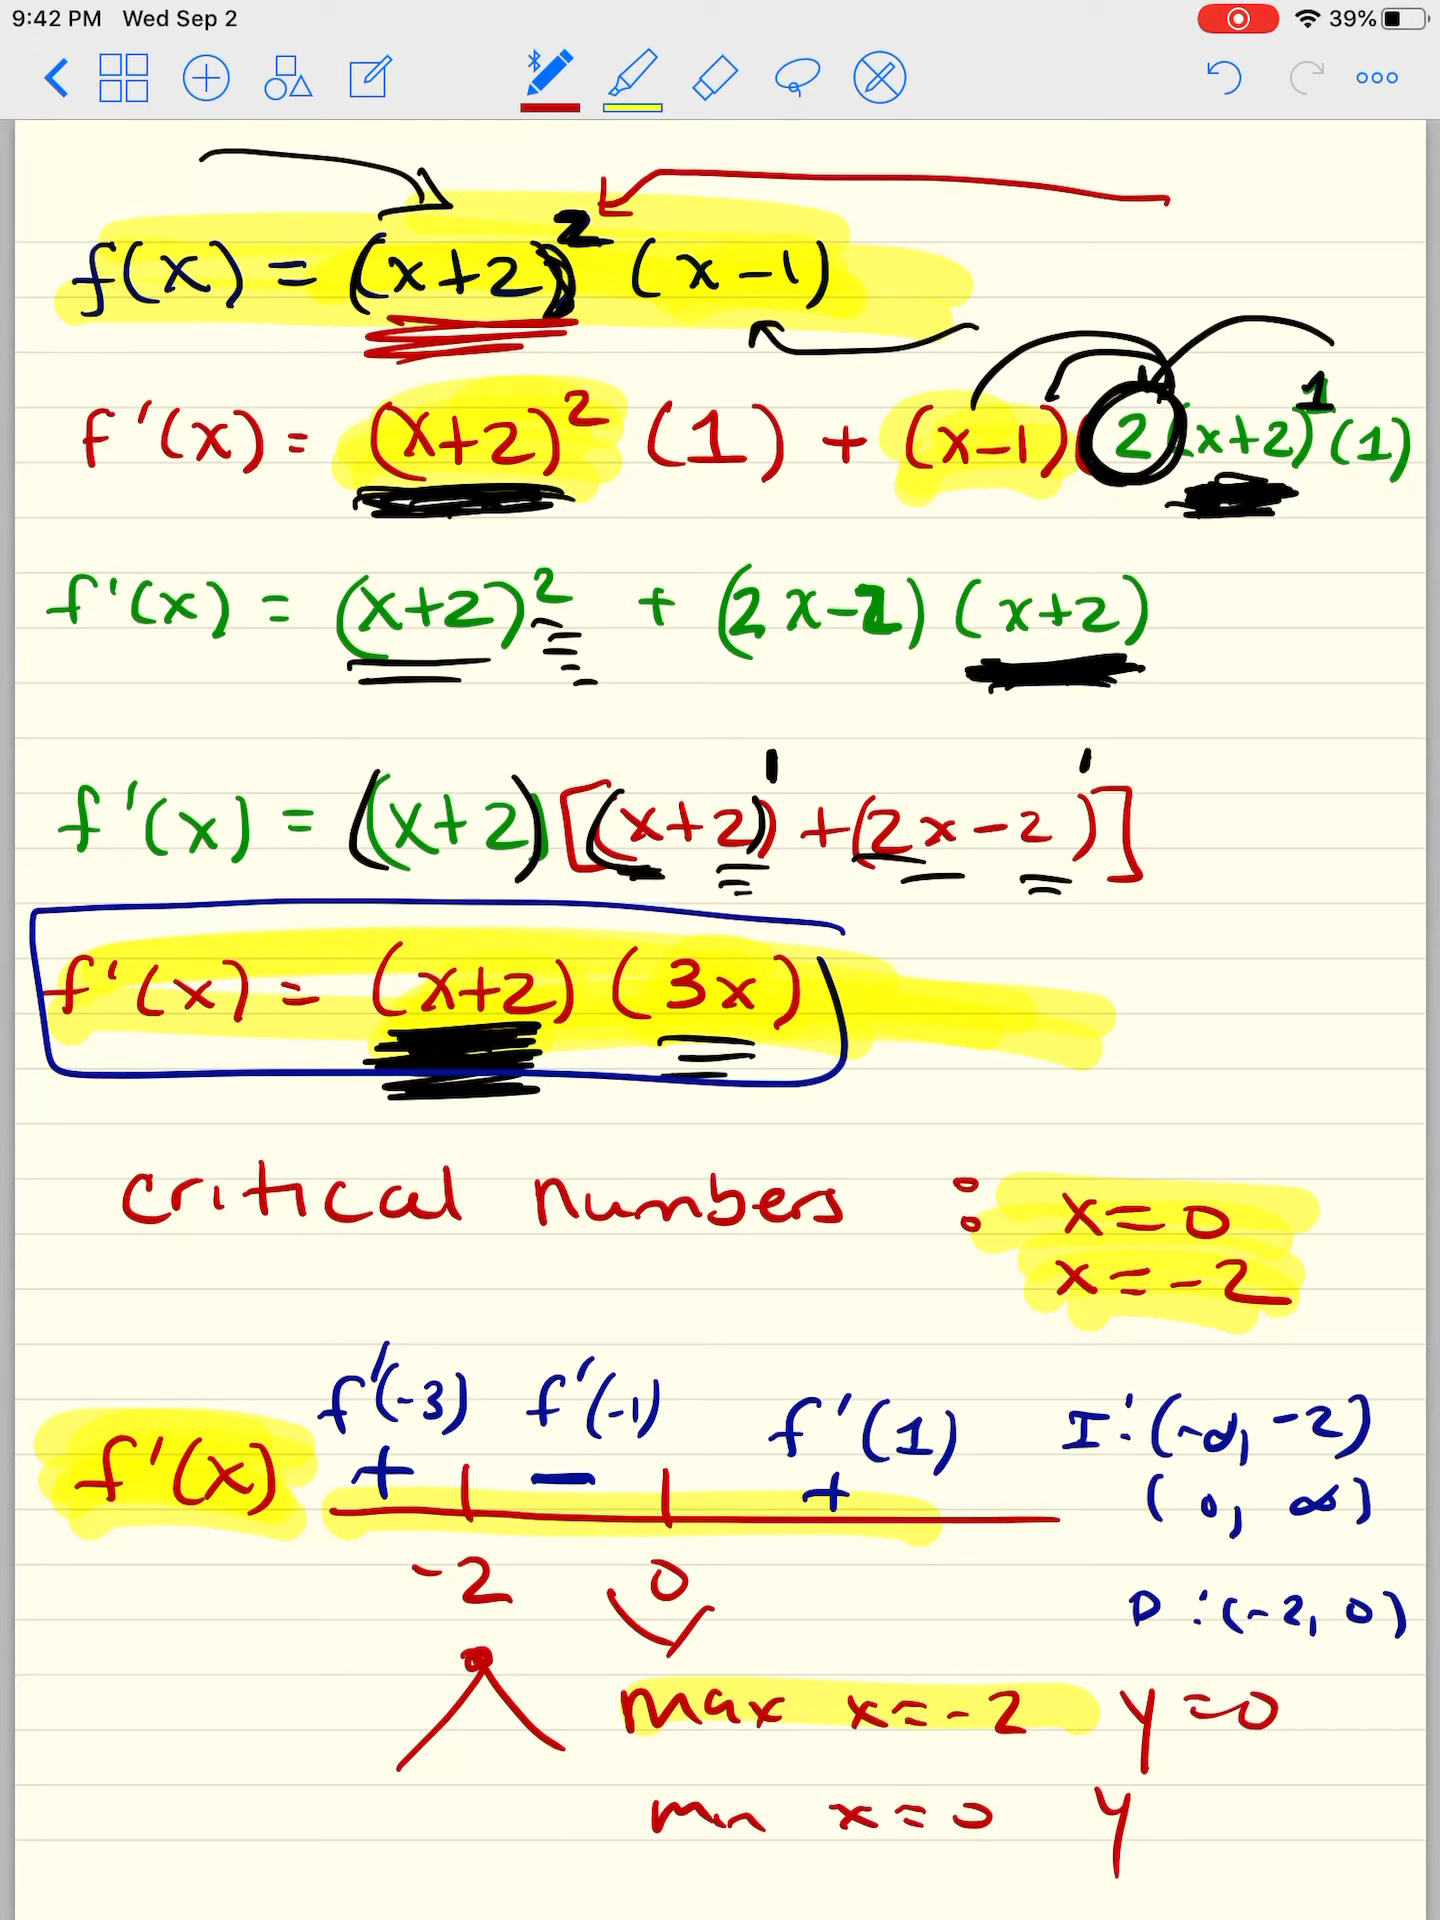 9:42 PM Wed Sep 2 39%
f(x) = (x+2)² (x-1)
f'(x) = (x+2)² (1) + (x-1)(2(x+2)¹(1)
f'(x) = (x+2)² + (2x-2) (x+2)
f'(x) = (x+2) [(x+2)¹ + (2x-2)¹]
f'(x) = (x+2) (3x)
critical numbers : x=0
x=-2
f'(-3) f'(-1) f'(1) I: (-∞, -2)
f'(x) + - + (0, ∞)
-2 0 D: (-2, 0)
max x=-2 y=0
min x=0 y